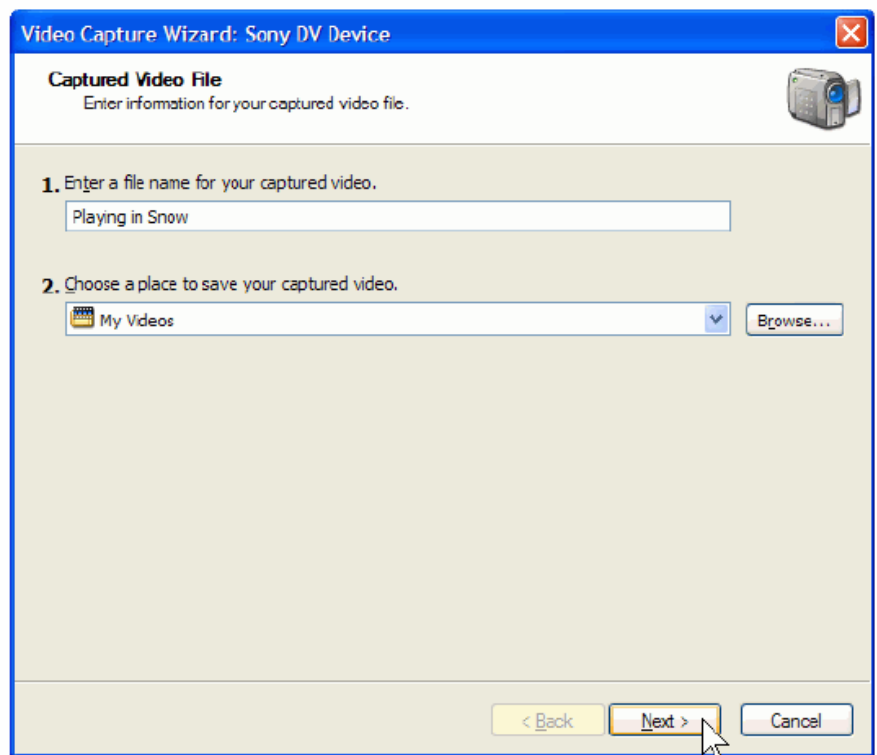 Video Capture Wizard: Sony DV Device
Captured Video File
Enter information for your captured video file.
1. Enter a file name for your captured video.
Playing in Snow
2. Choose a place to save your captured video.
My Videos
Browse...
< Back Next > Cancel